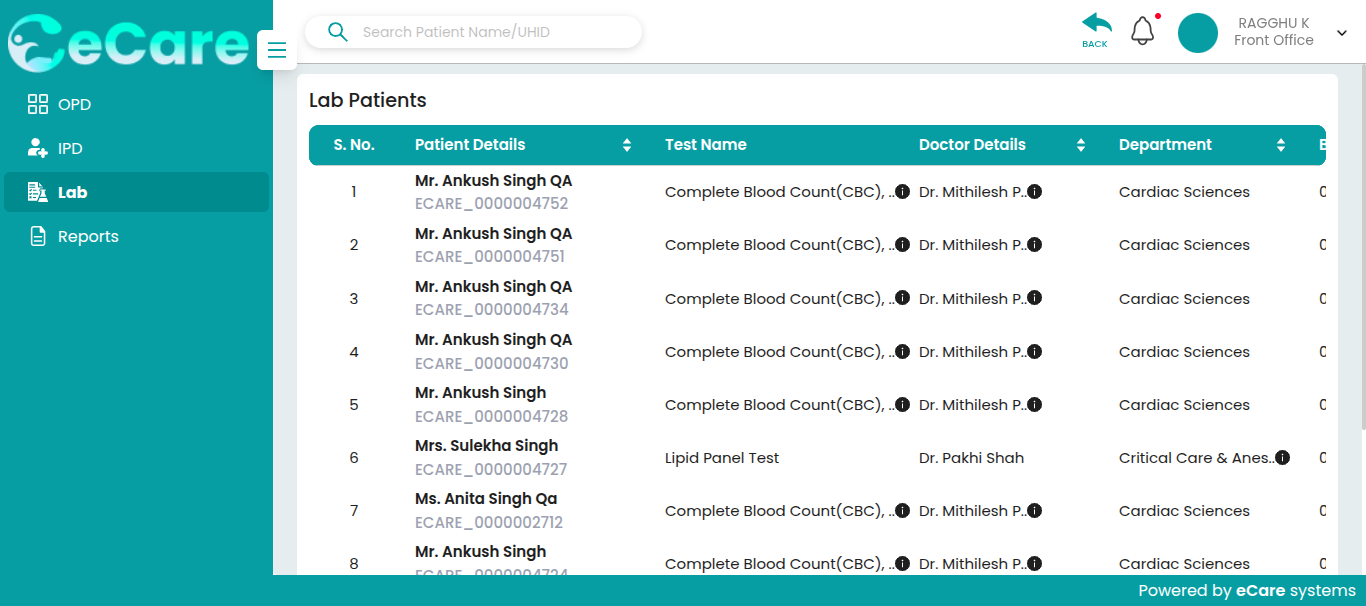 eCare
Search Patient Name/UHID
BACK
RAGGHU K
Front Office
OPD
IPD
Lab
Reports
Lab Patients
S. No. Patient Details Test Name Doctor Details Department
1 Mr. Ankush Singh QA Complete Blood Count(CBC), .. Dr. Mithilesh P.. Cardiac Sciences 0
ECARE_0000004752
2 Mr. Ankush Singh QA Complete Blood Count(CBC), .. Dr. Mithilesh P.. Cardiac Sciences 0
ECARE_0000004751
3 Mr. Ankush Singh QA Complete Blood Count(CBC), .. Dr. Mithilesh P.. Cardiac Sciences 0
ECARE_0000004734
4 Mr. Ankush Singh QA Complete Blood Count(CBC), .. Dr. Mithilesh P.. Cardiac Sciences 0
ECARE_0000004730
5 Mr. Ankush Singh Complete Blood Count(CBC), .. Dr. Mithilesh P.. Cardiac Sciences 0
ECARE_0000004728
6 Mrs. Sulekha Singh Lipid Panel Test Dr. Pakhi Shah Critical Care & Anes.. 0
ECARE_0000004727
7 Ms. Anita Singh Qa Complete Blood Count(CBC), .. Dr. Mithilesh P.. Cardiac Sciences 0
ECARE_0000002712
8 Mr. Ankush Singh Complete Blood Count(CBC), .. Dr. Mithilesh P.. Cardiac Sciences 0
Powered by eCare systems